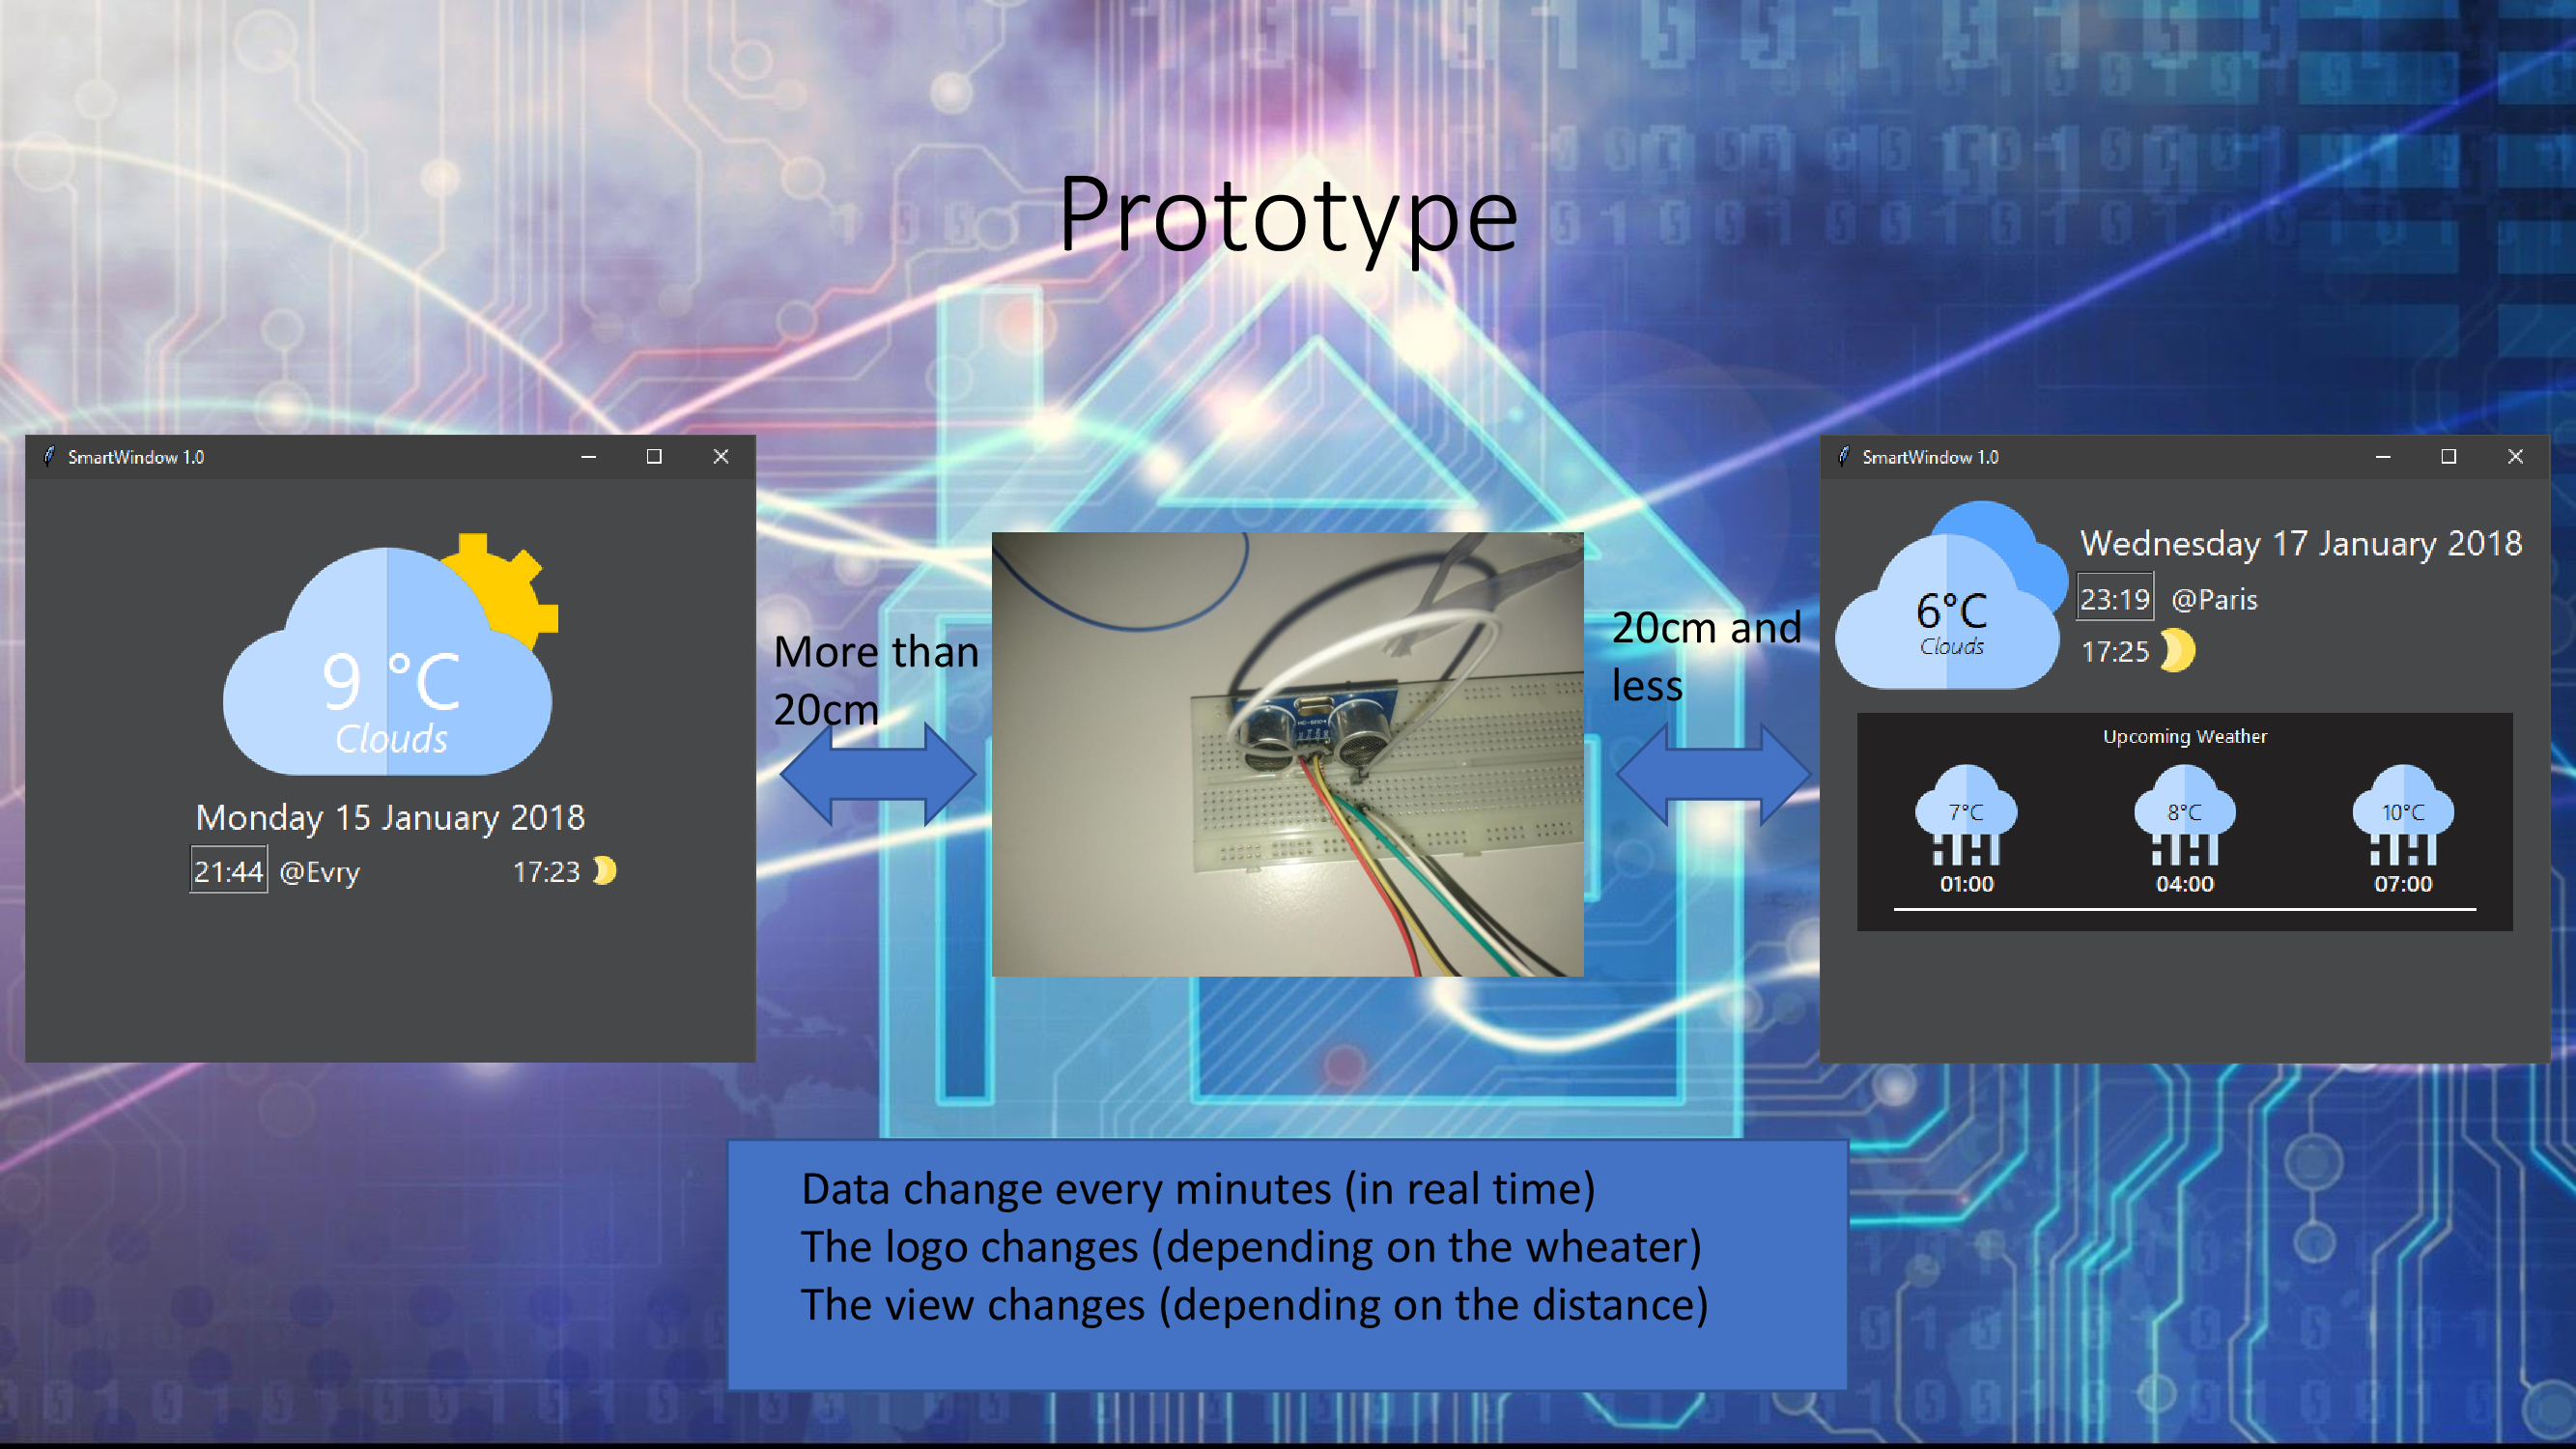 Prototype
SmartWindow 1.0
9 °C
Clouds
Monday 15 January 2018
21:44 @Evry 17:23
More than
20cm
20cm and
less
SmartWindow 1.0
6°C
Clouds
Wednesday 17 January 2018
23:19 @Paris
17:25
Upcoming Weather
7°C 8°C 10°C
01:00 04:00 07:00
Data change every minutes (in real time)
The logo changes (depending on the wheater)
The view changes (depending on the distance)